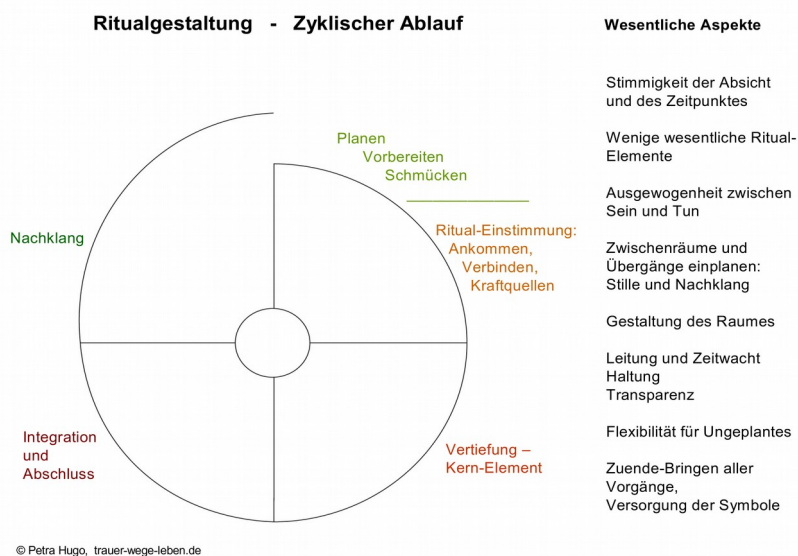 Ritualgestaltung - Zyklischer Ablauf
Wesentliche Aspekte
Planen
Vorbereiten
Schmücken
Ritual-Einstimmung:
Ankommen,
Verbinden,
Kraftquellen
Nachklang
Integration
und
Abschluss
Vertiefung –
Kern-Element
Stimmigkeit der Absicht
und des Zeitpunktes
Wenige wesentliche Ritual-
Elemente
Ausgewogenheit zwischen
Sein und Tun
Zwischenräume und
Übergänge einplanen:
Stille und Nachklang
Gestaltung des Raumes
Leitung und Zeitwacht
Haltung
Transparenz
Flexibilität für Ungeplantes
Zuende-Bringen aller
Vorgänge,
Versorgung der Symbole
© Petra Hugo, trauer-wege-leben.de